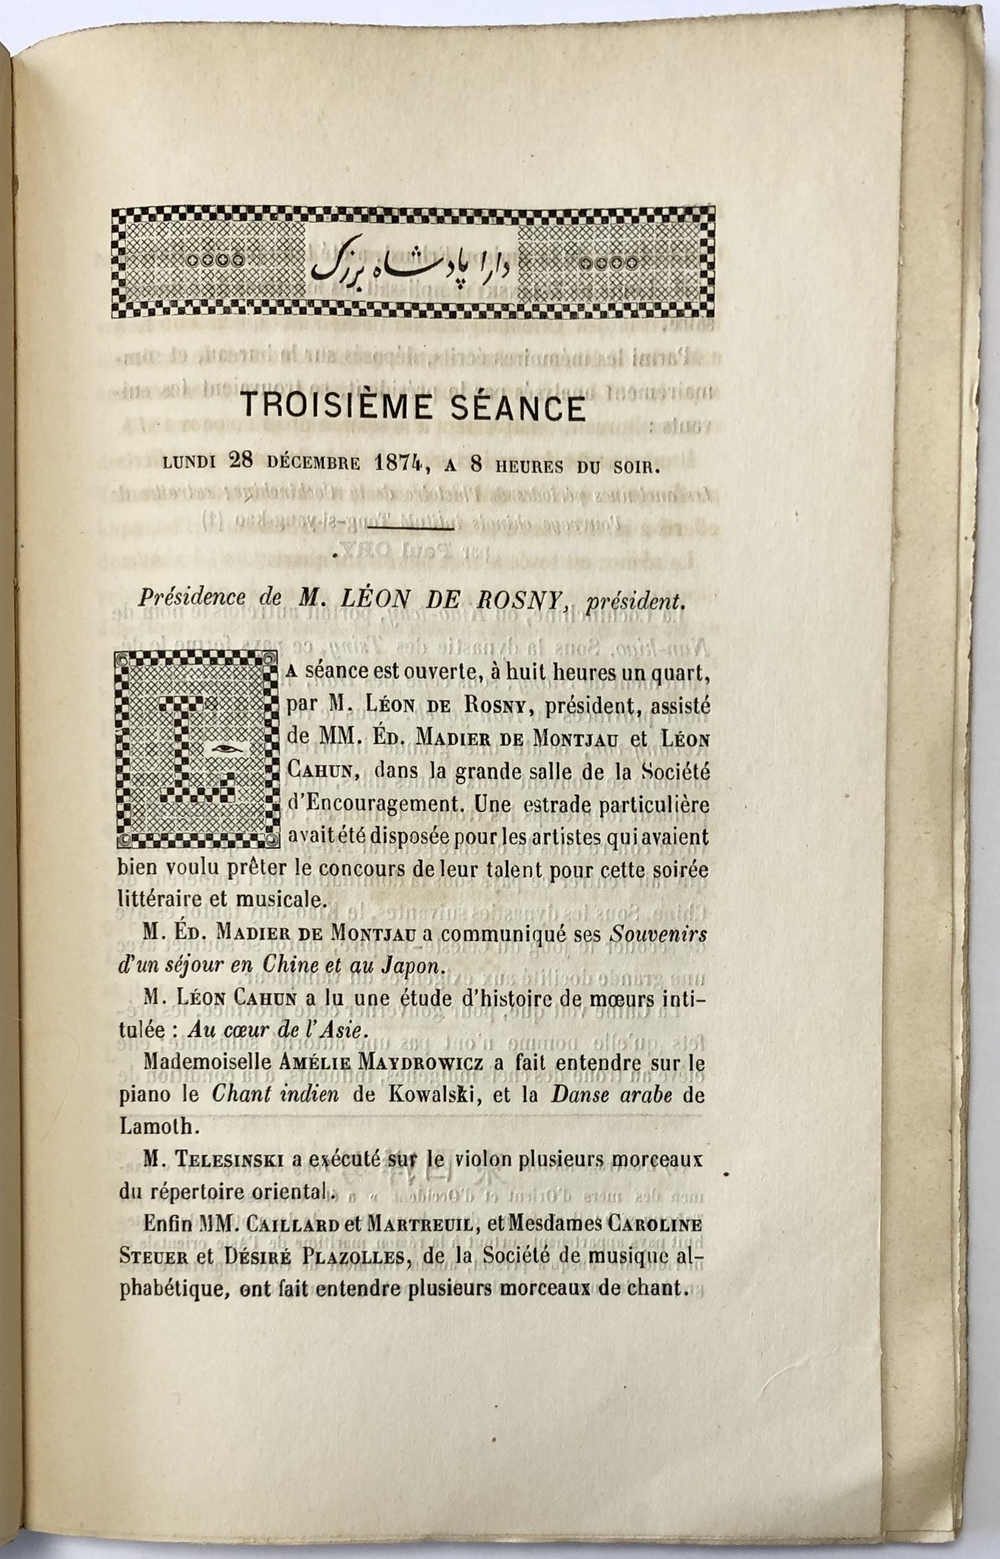 دارا پادشاه بزرگ
TROISIÈME SÉANCE
LUNDI 28 DÉCEMBRE 1874, A 8 HEURES DU SOIR.
Présidence de M. LÉON DE ROSNY, président.
LA séance est ouverte, à huit heures un quart,
par M. LÉON DE ROSNY, président, assisté
de MM. ÉD. MADIER DE MONTJAU et LÉON
CAHUN, dans la grande salle de la Société
d'Encouragement. Une estrade particulière
avait été disposée pour les artistes qui avaient
bien voulu prêter le concours de leur talent pour cette soirée
littéraire et musicale.
M. ÉD. MADIER DE MONTJAU a communiqué ses Souvenirs
d'un séjour en Chine et au Japon.
M. LÉON CAHUN a lu une étude d'histoire de mœurs inti-
tulée : Au cœur de l'Asie.
Mademoiselle AMÉLIE MAYDROWICZ a fait entendre sur le
piano le Chant indien de Kowalski, et la Danse arabe de
Lamoth.
M. TELESINSKI a exécuté sur le violon plusieurs morceaux
du répertoire oriental.
Enfin MM. CAILLARD et MARTREUIL, et Mesdames CAROLINE
STEUER et DÉSIRÉ PLAZOLLES, de la Société de musique al-
phabétique, ont fait entendre plusieurs morceaux de chant.